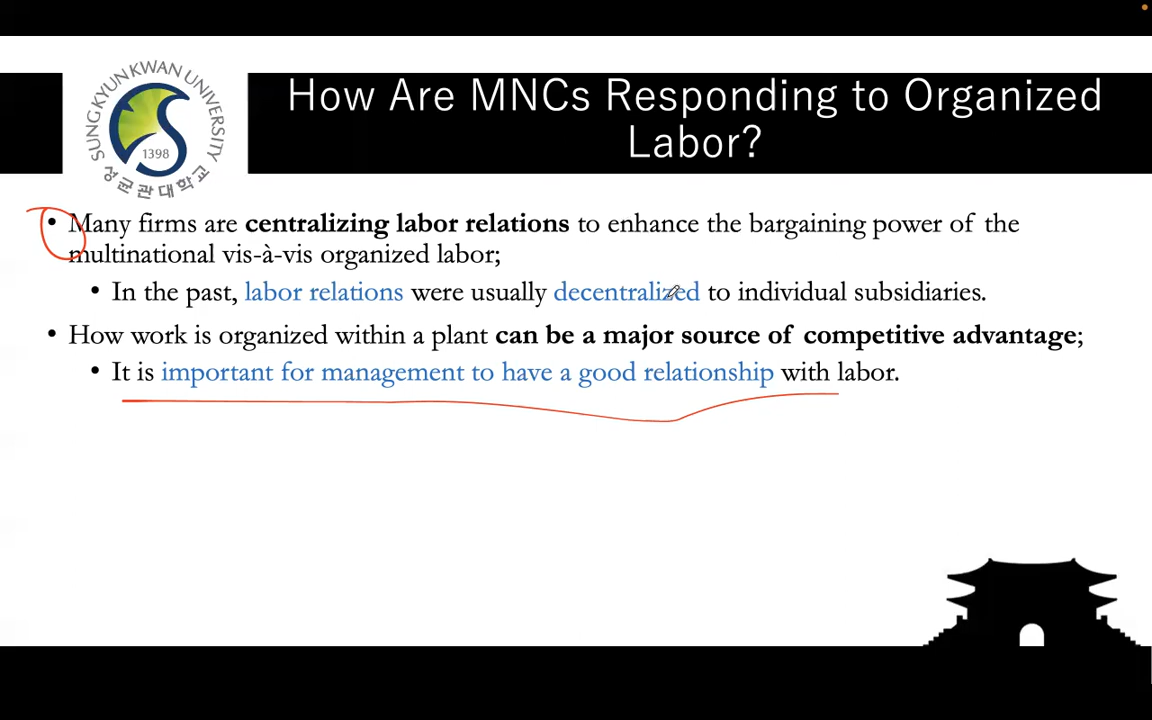 SUNGKYUNKWAN UNIVERSITY
1398
성균관대학교
How Are MNCs Responding to Organized
Labor?
• Many firms are centralizing labor relations to enhance the bargaining power of the
multinational vis-à-vis organized labor;
• In the past, labor relations were usually decentralized to individual subsidiaries.
• How work is organized within a plant can be a major source of competitive advantage;
• It is important for management to have a good relationship with labor.